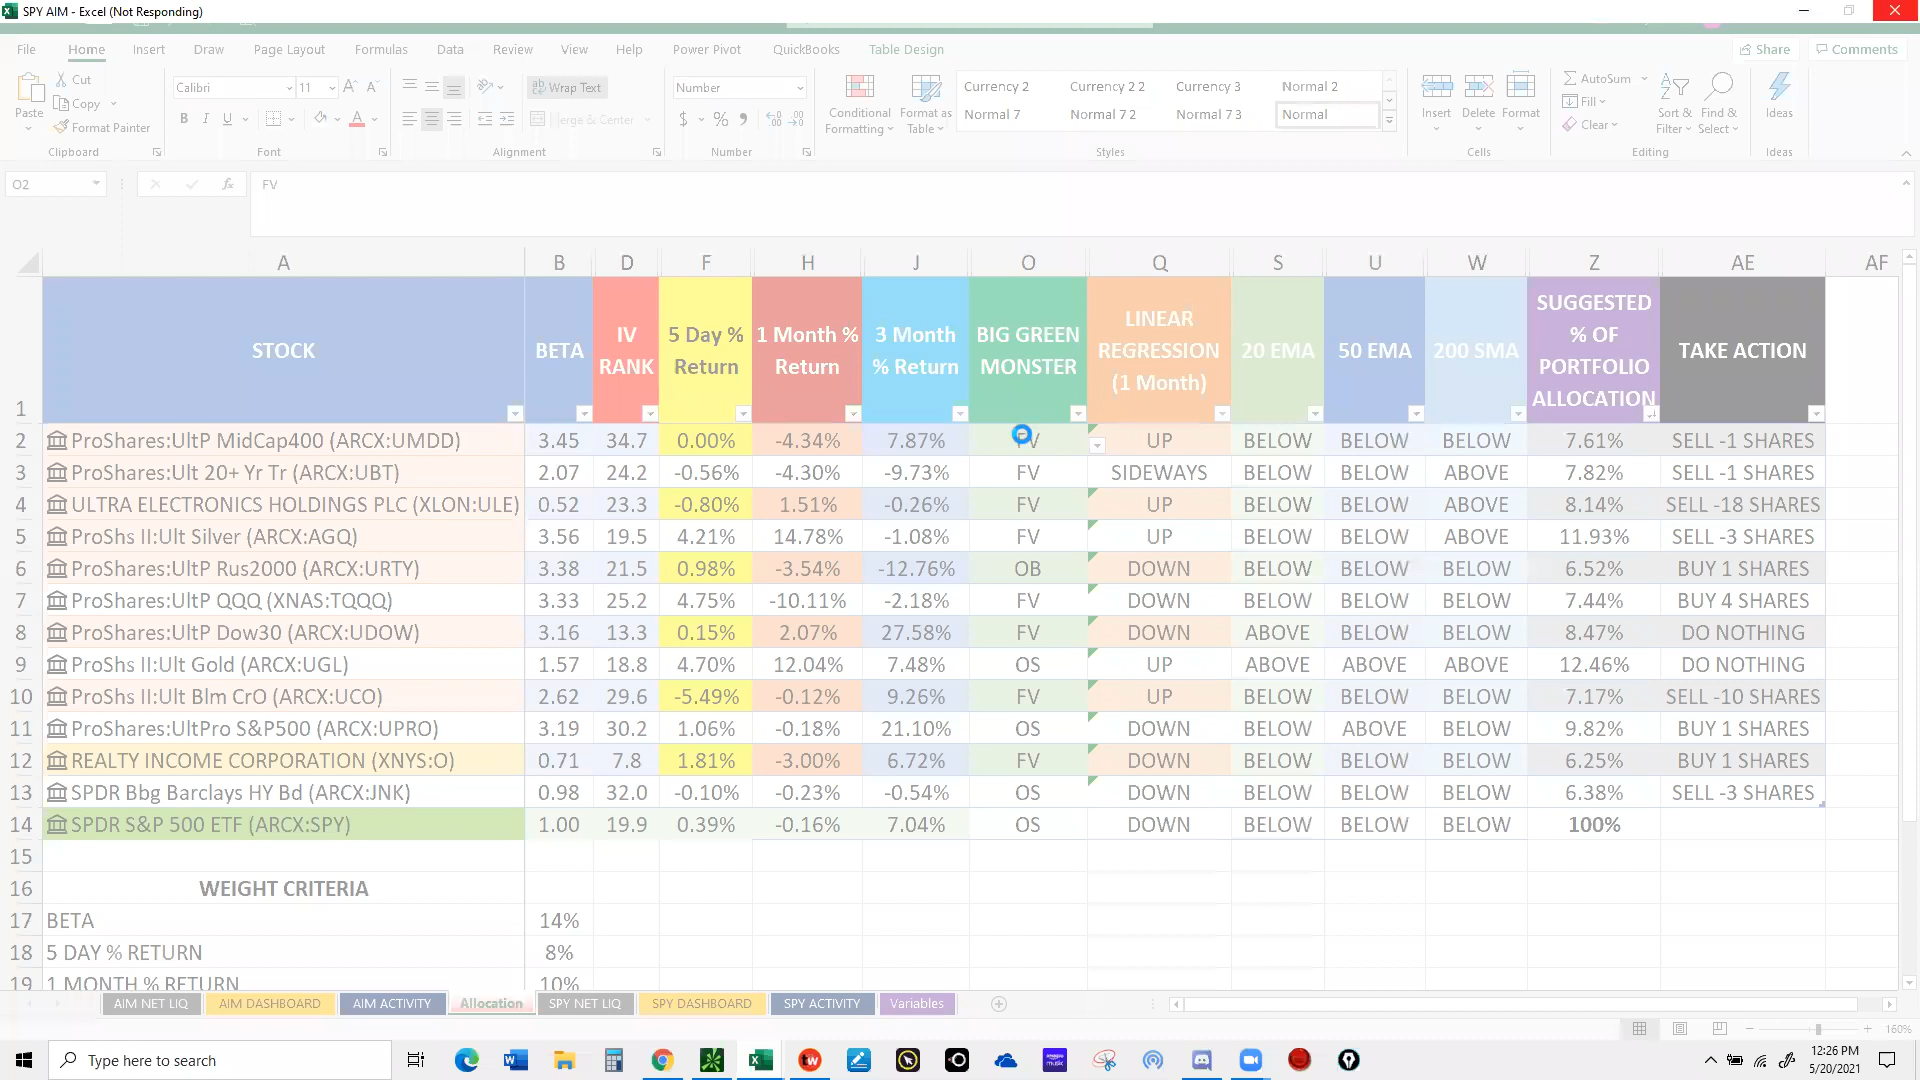 SPY AIM - Excel (Not Responding)
File Home Insert Draw Page Layout Formulas Data Review View Help Power Pivot QuickBooks Table Design Share Comments
Cut
Copy
Format Painter
Paste
Clipboard
Calibri 11
B I U
Font
Wrap Text
erge & Center
Alignment
Number
$ % 9
Number
Conditional Formatting
Format as Table
Currency 2 Currency 2 2 Currency 3 Normal 2
Normal 7 Normal 7 2 Normal 7 3 Normal
Styles
Insert Delete Format
Cells
AutoSum
Fill
Clear
Sort & Filter
Find & Select
Editing
Ideas
Ideas
O2 fx FV
A B D F H J O Q S U W Z AE AF
1 STOCK BETA IV RANK 5 Day % Return 1 Month % Return 3 Month % Return BIG GREEN MONSTER LINEAR REGRESSION (1 Month) 20 EMA 50 EMA 200 SMA SUGGESTED % OF PORTFOLIO ALLOCATION TAKE ACTION
2 ProShares:UltP MidCap400 (ARCX:UMDD) 3.45 34.7 0.00% -4.34% 7.87% FV UP BELOW BELOW BELOW 7.61% SELL -1 SHARES
3 ProShares:Ult 20+ Yr Tr (ARCX:UBT) 2.07 24.2 -0.56% -4.30% -9.73% FV SIDEWAYS BELOW BELOW ABOVE 7.82% SELL -1 SHARES
4 ULTRA ELECTRONICS HOLDINGS PLC (XLON:ULE) 0.52 23.3 -0.80% 1.51% -0.26% FV UP BELOW BELOW ABOVE 8.14% SELL -18 SHARES
5 ProShs II:Ult Silver (ARCX:AGQ) 3.56 19.5 4.21% 14.78% -1.08% FV UP BELOW BELOW ABOVE 11.93% SELL -3 SHARES
6 ProShares:UltP Rus2000 (ARCX:URTY) 3.38 21.5 0.98% -3.54% -12.76% OB DOWN BELOW BELOW BELOW 6.52% BUY 1 SHARES
7 ProShares:UltP QQQ (XNAS:TQQQ) 3.33 25.2 4.75% -10.11% -2.18% FV DOWN BELOW BELOW BELOW 7.44% BUY 4 SHARES
8 ProShares:UltP Dow30 (ARCX:UDOW) 3.16 13.3 0.15% 2.07% 27.58% FV DOWN ABOVE BELOW BELOW 8.47% DO NOTHING
9 ProShs II:Ult Gold (ARCX:UGL) 1.57 18.8 4.70% 12.04% 7.48% OS UP ABOVE ABOVE ABOVE 12.46% DO NOTHING
10 ProShs II:Ult Blm CrO (ARCX:UCO) 2.62 29.6 -5.49% -0.12% 9.26% FV UP BELOW BELOW BELOW 7.17% SELL -10 SHARES
11 ProShares:UltPro S&P500 (ARCX:UPRO) 3.19 30.2 1.06% -0.18% 21.10% OS DOWN BELOW ABOVE BELOW 9.82% BUY 1 SHARES
12 REALTY INCOME CORPORATION (XNYS:O) 0.71 7.8 1.81% -3.00% 6.72% FV DOWN BELOW BELOW BELOW 6.25% BUY 1 SHARES
13 SPDR Bbg Barclays HY Bd (ARCX:JNK) 0.98 32.0 -0.10% -0.23% -0.54% OS DOWN BELOW BELOW BELOW 6.38% SELL -3 SHARES
14 SPDR S&P 500 ETF (ARCX:SPY) 1.00 19.9 0.39% -0.16% 7.04% OS DOWN BELOW BELOW BELOW 100%
15
16 WEIGHT CRITERIA
17 BETA 14%
18 5 DAY % RETURN 8%
19 1 MONTH % RETURN 10%
AIM NET LIQ AIM DASHBOARD AIM ACTIVITY Allocation SPY NET LIQ SPY DASHBOARD SPY ACTIVITY Variables
160%
Type here to search
12:26 PM
5/20/2021